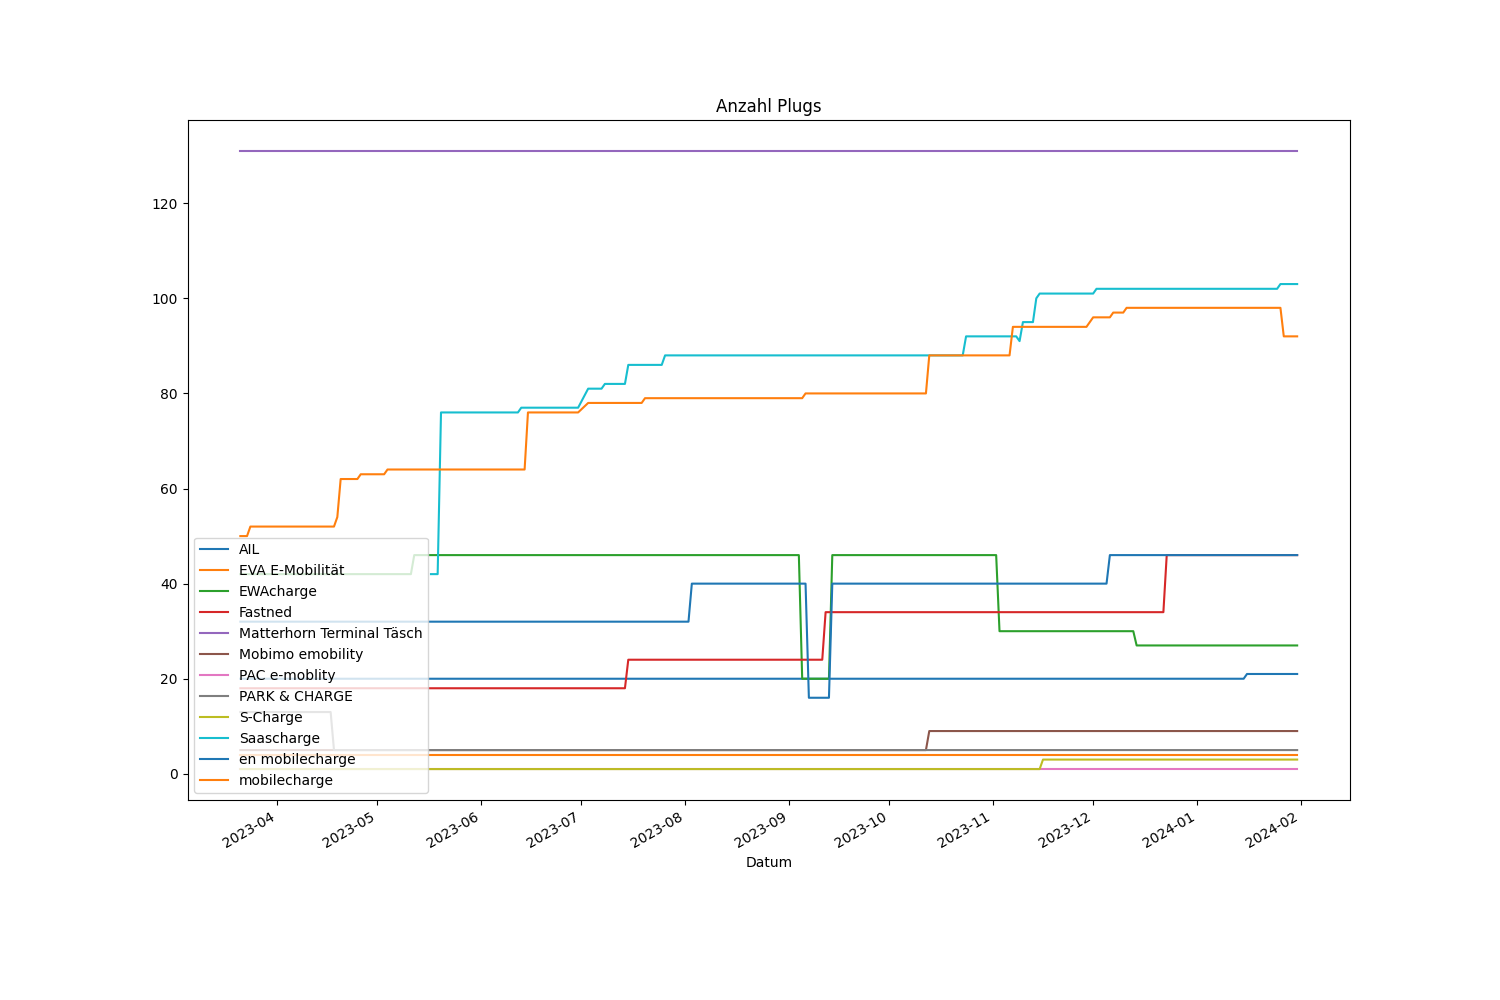 Anzahl Plugs
120
100
80
60
40
20
0
AIL
EVA E-Mobilität
EWAcharge
Fastned
Matterhorn Terminal Täsch
Mobimo emobility
PAC e-moblity
PARK & CHARGE
S-Charge
Saascharge
en mobilecharge
mobilecharge
2023-04
2023-05
2023-06
2023-07
2023-08
2023-09
2023-10
2023-11
2023-12
2024-01
2024-02
Datum